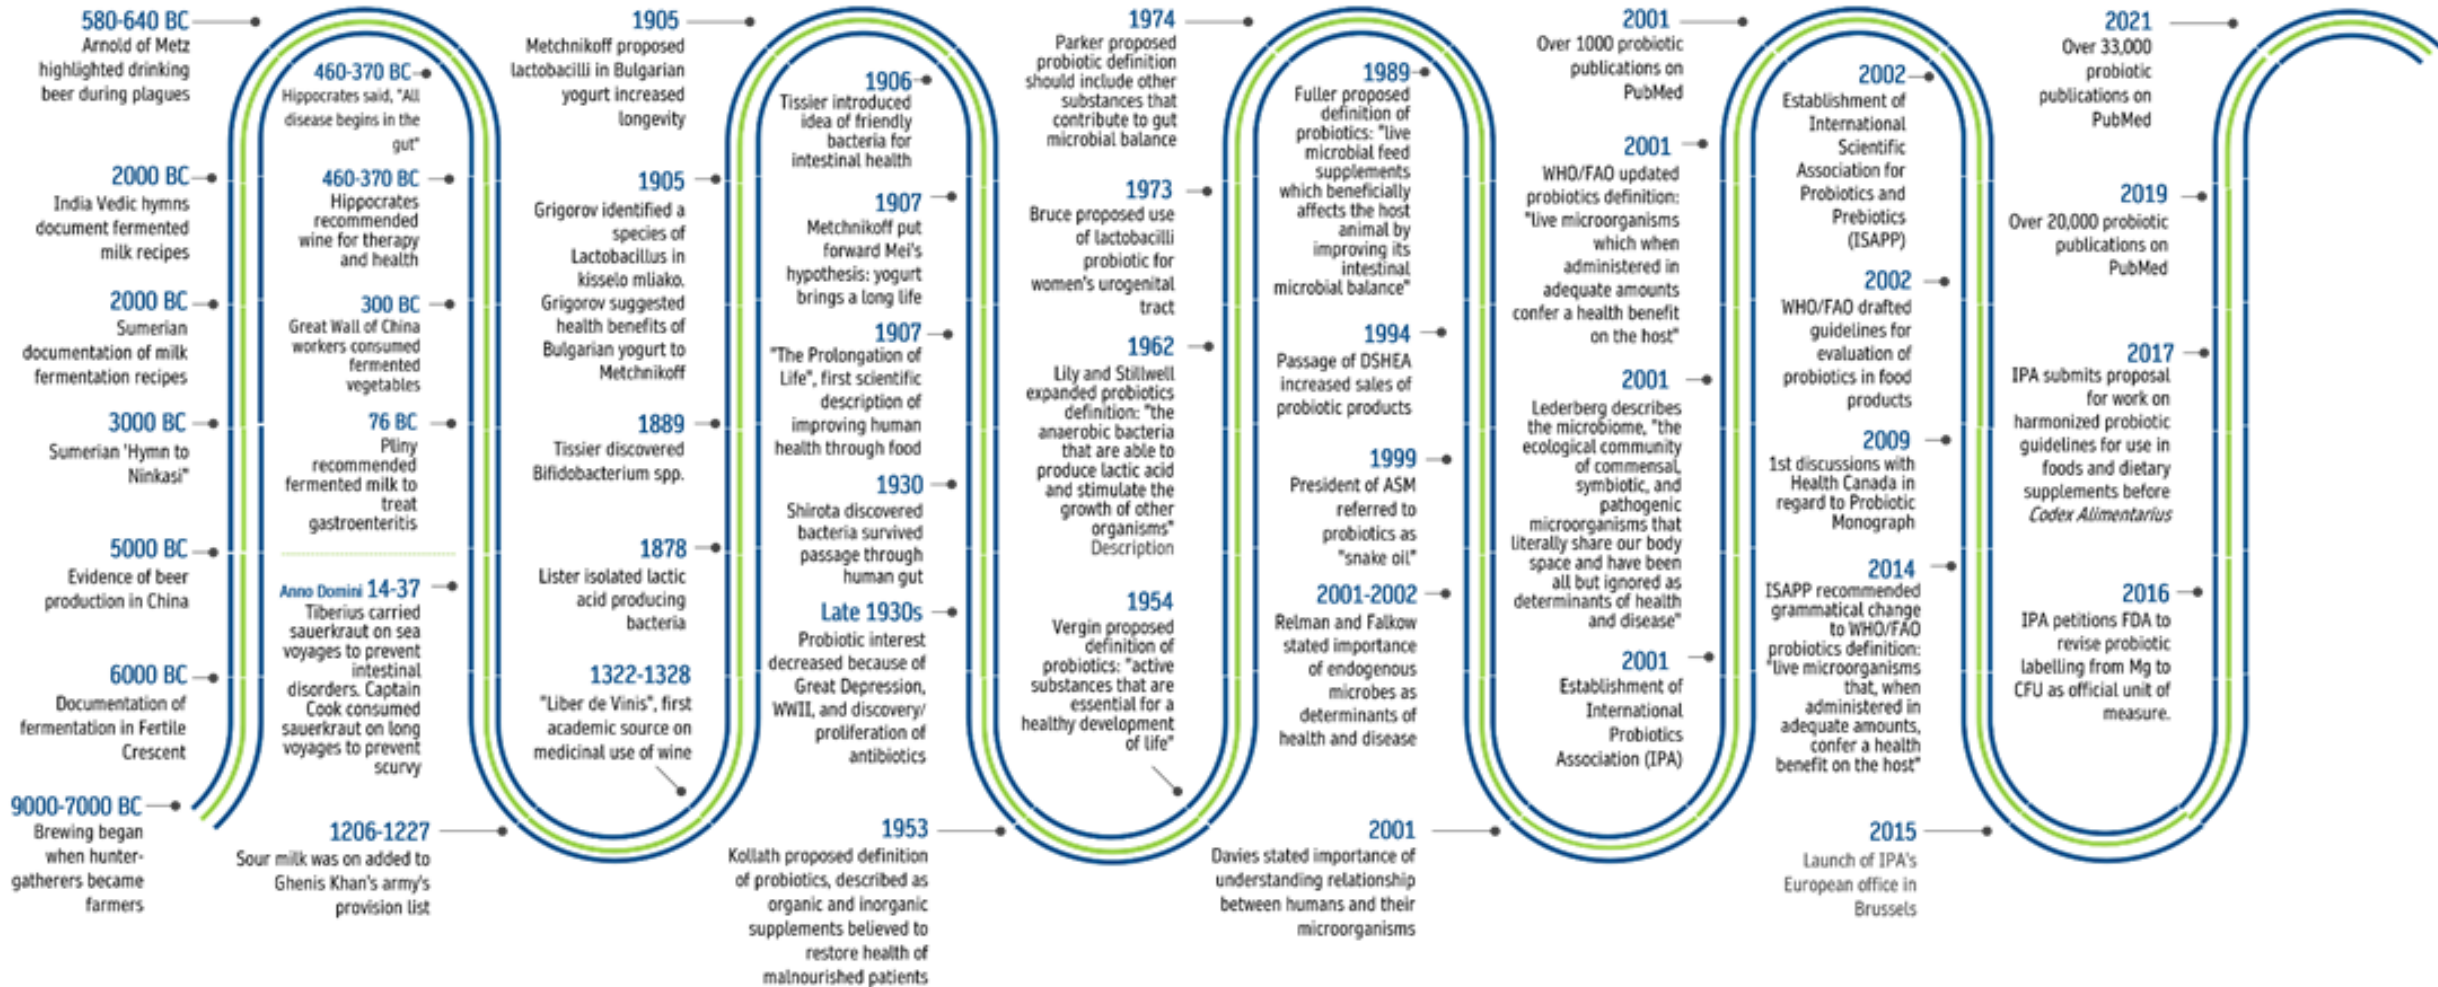 9000-7000 BC
Brewing began
when hunter-
gatherers became
farmers
6000 BC
Documentation of
fermentation in Fertile
Crescent
5000 BC
Evidence of beer
production in China
3000 BC
Sumerian 'Hymn to
Ninkasi"
2000 BC
Sumerian
documentation of milk
fermentation recipes
2000 BC
India Vedic hymns
document fermented
milk recipes
580-640 BC
Arnold of Metz
highlighted drinking
beer during plagues
460-370 BC
Hippocrates said, "All
disease begins in the
gut"
460-370 BC
Hippocrates
recommended
wine for therapy
and health
300 BC
Great Wall of China
workers consumed
fermented
vegetables
76 BC
Pliny
recommended
fermented milk to
treat
gastroenteritis
Anno Domini 14-37
Tiberius carried
sauerkraut on sea
voyages to prevent
intestinal
disorders. Captain
Cook consumed
sauerkraut on long
voyages to prevent
scurvy
1206-1227
Sour milk was on added to
Ghenis Khan's army's
provision list
1322-1328
"Liber de Vinis", first
academic source on
medicinal use of wine
1878
Lister isolated lactic
acid producing
bacteria
1889
Tissier discovered
Bifidobacterium spp.
1905
Grigorov identified a
species of
Lactobacillus in
kisselo mliako.
Grigorov suggested
health benefits of
Bulgarian yogurt to
Metchnikoff
1905
Metchnikoff proposed
lactobacilli in Bulgarian
yogurt increased
longevity
1906
Tissier introduced
idea of friendly
bacteria for
intestinal health
1907
Metchnikoff put
forward Mei's
hypothesis: yogurt
brings a long life
1907
"The Prolongation of
Life", first scientific
description of
improving human
health through food
1930
Shirota discovered
bacteria survived
passage through
human gut
Late 1930s
Probiotic interest
decreased because of
Great Depression,
WWII, and discovery/
proliferation of
antibiotics
1953
Kollath proposed definition
of probiotics, described as
organic and inorganic
supplements believed to
restore health of
malnourished patients
1954
Vergin proposed
definition of
probiotics: "active
substances that are
essential for a
healthy development
of life"
1962
Lily and Stillwell
expanded probiotics
definition: "the
anaerobic bacteria
that are able to
produce lactic acid
and stimulate the
growth of other
organisms"
Description
1973
Bruce proposed use
of lactobacilli
probiotic for
women's urogenital
tract
1974
Parker proposed
probiotic definition
should include other
substances that
contribute to gut
microbial balance
1989
Fuller proposed
definition of
probiotics: "live
microbial feed
supplements
which beneficially
affects the host
animal by
improving its
intestinal
microbial balance"
1994
Passage of DSHEA
increased sales of
probiotic products
1999
President of ASM
referred to
probiotics as
"snake oil"
2001-2002
Relman and Falkow
stated importance
of endogenous
microbes as
determinants of
health and disease
2001
Davies stated importance of
understanding relationship
between humans and their
microorganisms
2001
Establishment of
International
Probiotics
Association (IPA)
2001
Lederberg describes
the microbiome, "the
ecological community
of commensal,
symbiotic, and
pathogenic
microorganisms that
literally share our body
space and have been
all but ignored as
determinants of health
and disease"
2001
WHO/FAO updated
probiotics definition:
"live microorganisms
which when
administered in
adequate amounts
confer a health benefit
on the host"
2001
Over 1000 probiotic
publications on
PubMed
2002
Establishment of
International
Scientific
Association for
Probiotics and
Prebiotics
(ISAPP)
2002
WHO/FAO drafted
guidelines for
evaluation of
probiotics in food
products
2009
1st discussions with
Health Canada in
regard to Probiotic
Monograph
2014
ISAPP recommended
grammatical change
to WHO/FAO
probiotics definition:
"live microorganisms
that, when
administered in
adequate amounts,
confer a health
benefit on the host"
2015
Launch of IPA's
European office in
Brussels
2016
IPA petitions FDA to
revise probiotic
labelling from Mg to
CFU as official unit of
measure.
2017
IPA submits proposal
for work on
harmonized probiotic
guidelines for use in
foods and dietary
supplements before
Codex Alimentarius
2019
Over 20,000 probiotic
publications on
PubMed
2021
Over 33,000
probiotic
publications on
PubMed